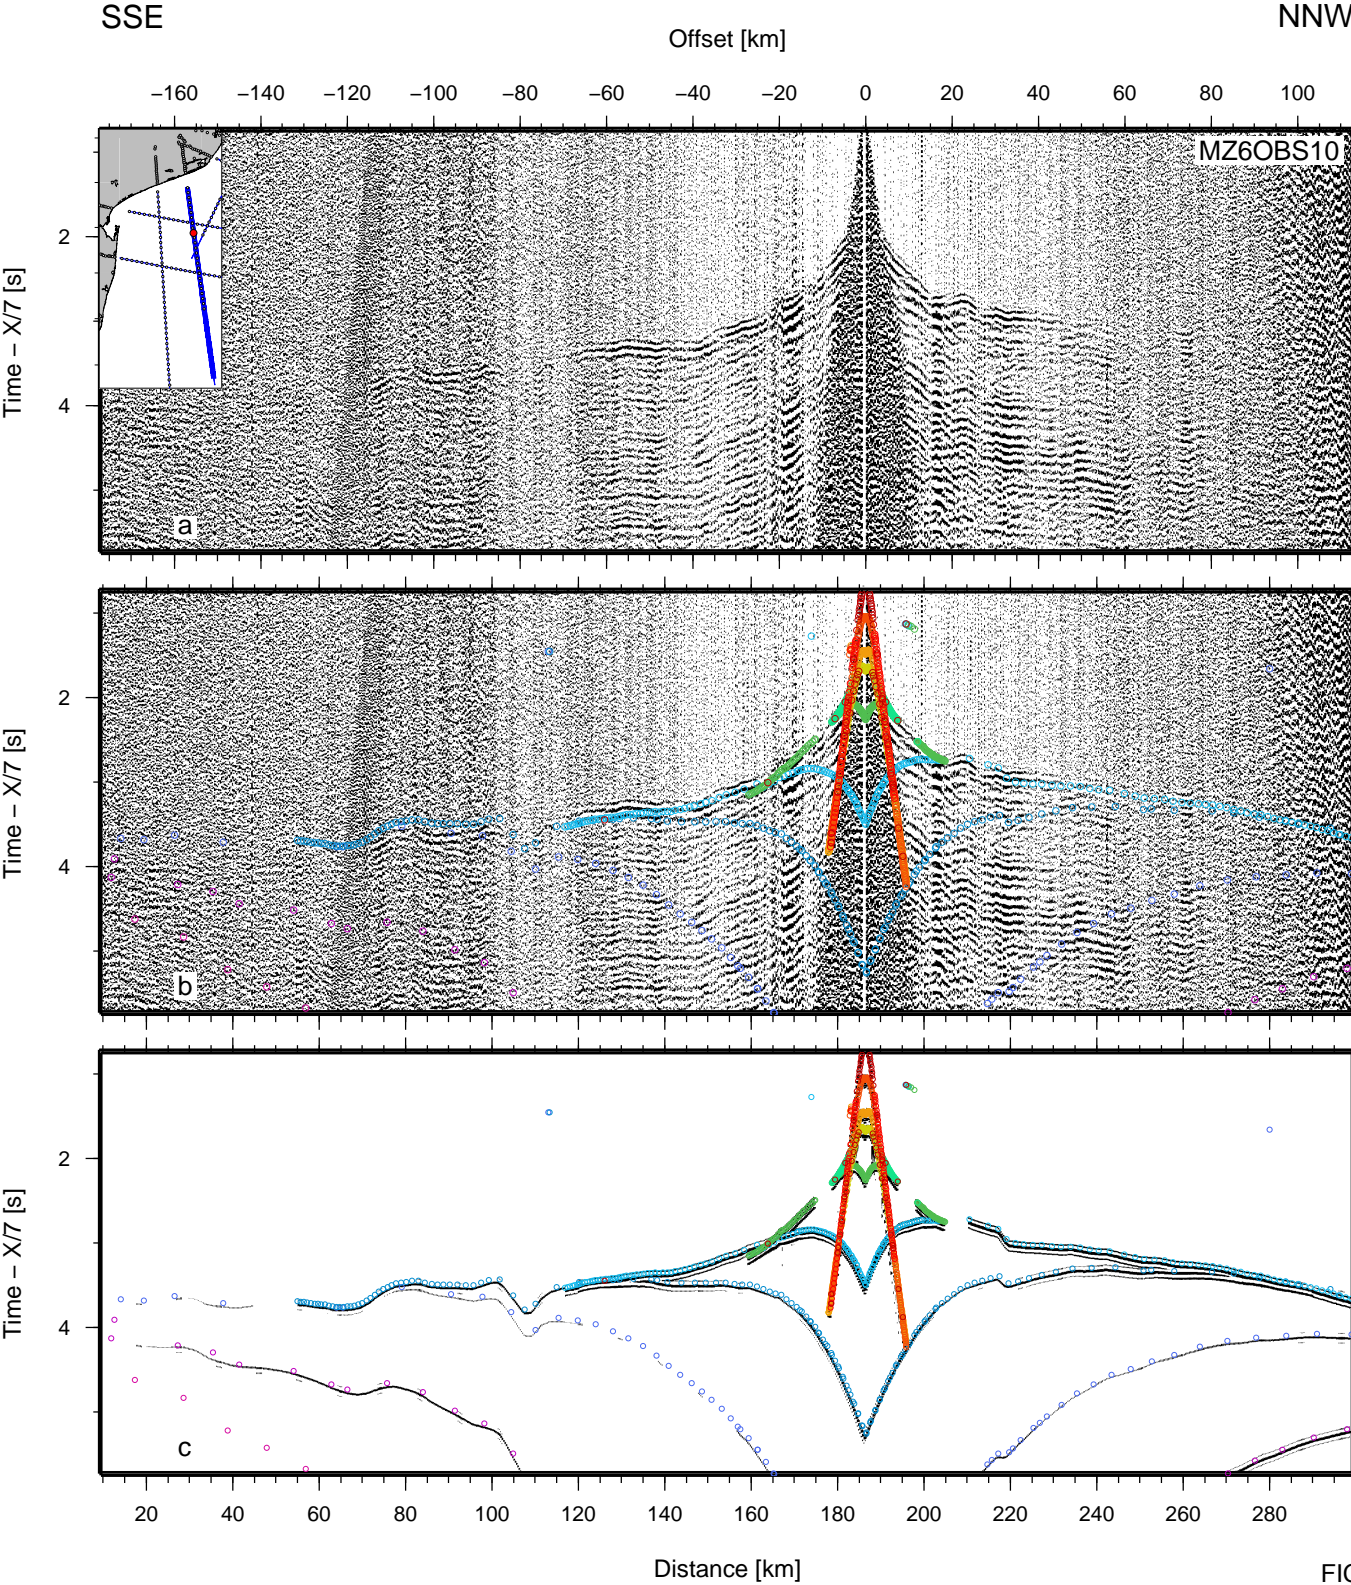 SSE
NNW
Offset [km]
−160 −140 −120 −100 −80 −60 −40 −20 0 20 40 60 80 100
MZ6OBS10
2
4
Time − X/7 [s]
a
2
4
Time − X/7 [s]
b
2
4
Time − X/7 [s]
c
20 40 60 80 100 120 140 160 180 200 220 240 260 280
Distance [km]
FIG